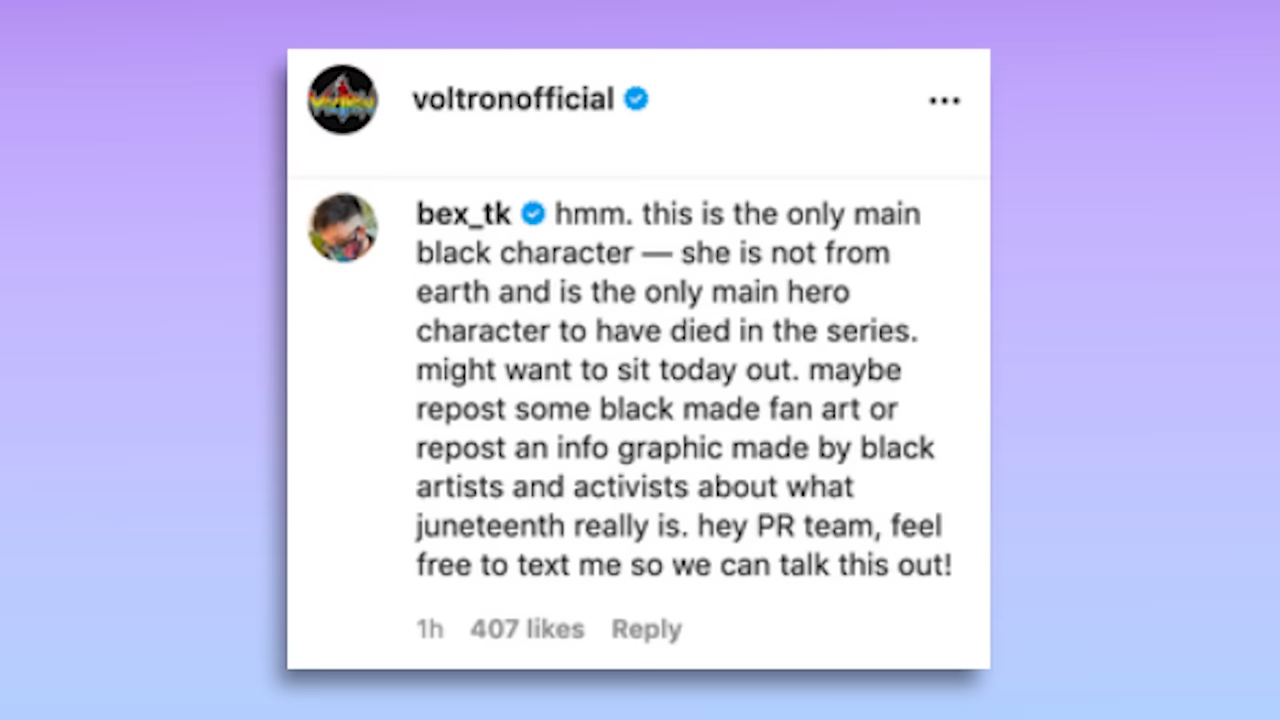 voltronofficial
bex_tk hmm. this is the only main
black character — she is not from
earth and is the only main hero
character to have died in the series.
might want to sit today out. maybe
repost some black made fan art or
repost an info graphic made by black
artists and activists about what
juneteenth really is. hey PR team, feel
free to text me so we can talk this out!
1h 407 likes Reply